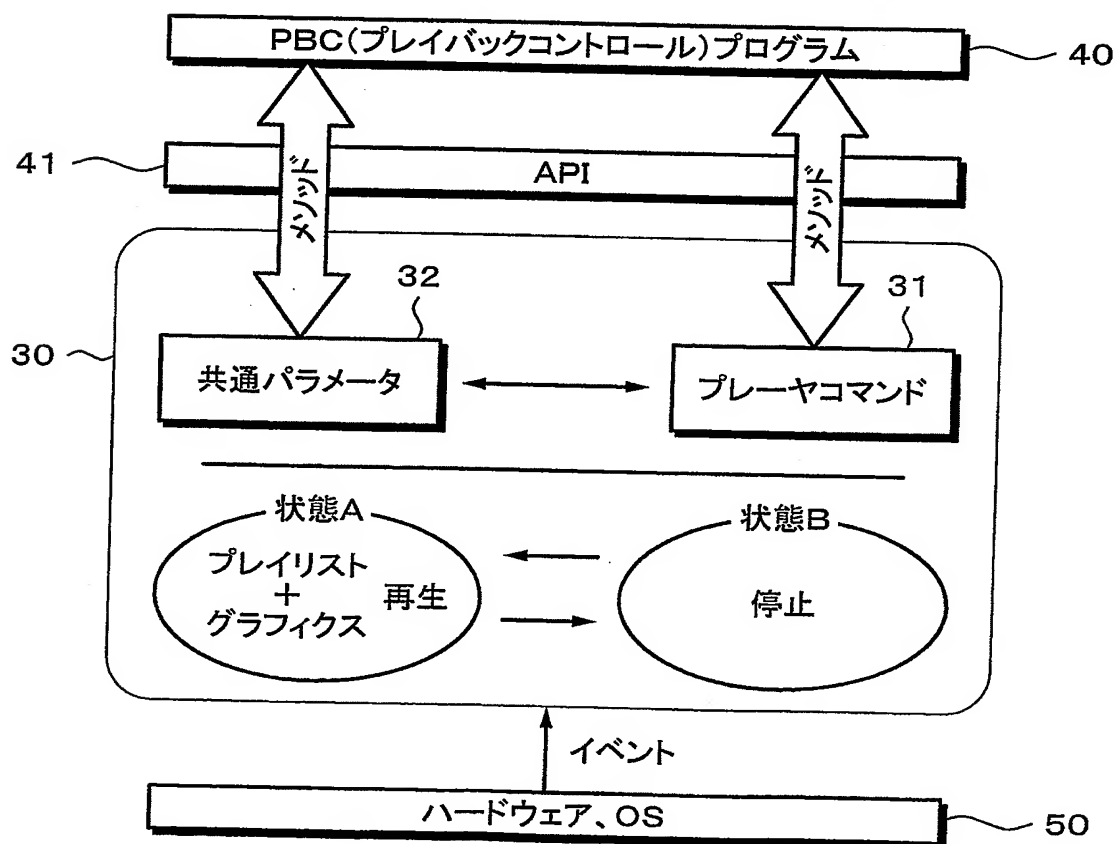 PBC(プレイバックコントロール)プログラム
40
41
API
メソッド
メソッド
30
32
31
共通パラメータ
プレーヤコマンド
状態A
状態B
プレイリスト
+
グラフィクス
再生
停止
イベント
ハードウェア、OS
50